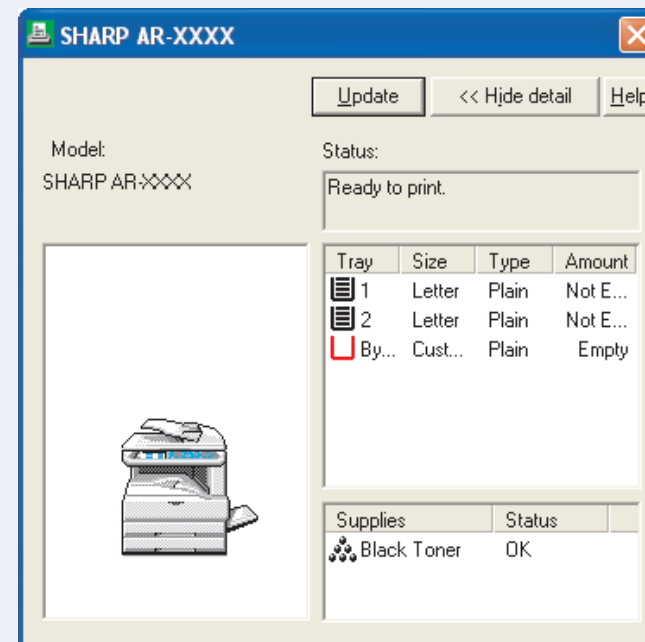 SHARP AR-XXXX
Update << Hide detail Help
Model: Status:
SHARP AR-XXXX Ready to print.
Tray Size Type Amount
1 Letter Plain Not E...
2 Letter Plain Not E...
By... Cust... Plain Empty
Supplies Status
Black Toner OK